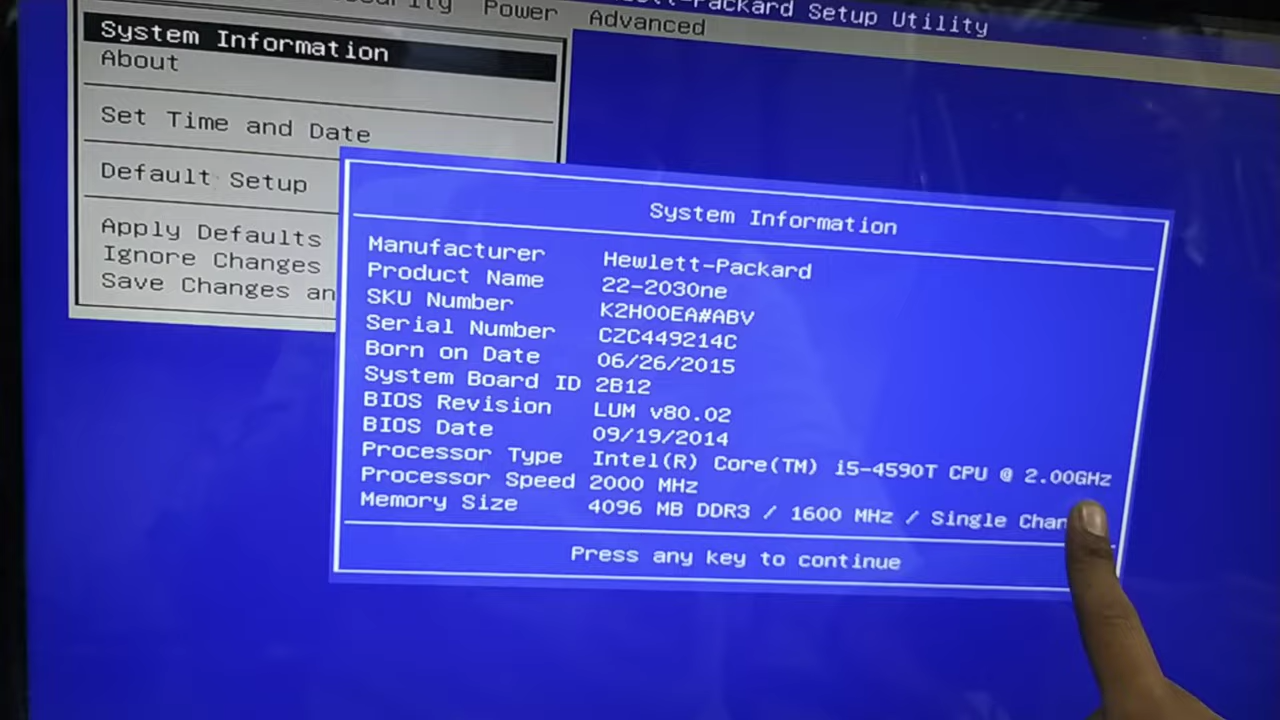 Power
Advanced
Setup Utility
System Information
About
Set Time and Date
Default Setup
Apply Defaults
Ignore Changes
Save Changes
System Information
Manufacturer Hewlett-Packard
Product Name 22-2030ne
SKU Number K2H00EA#ABV
Serial Number CZC449214C
Born on Date 06/26/2015
System Board ID 2B12
BIOS Revision LUM v80.02
BIOS Date 09/19/2014
Processor Type Intel(R) Core(TM) i5-4590T CPU @ 2.00GHz
Processor Speed 2000 MHz
Memory Size 4096 MB DDR3 / 1600 MHz / Single
Press any key to continue